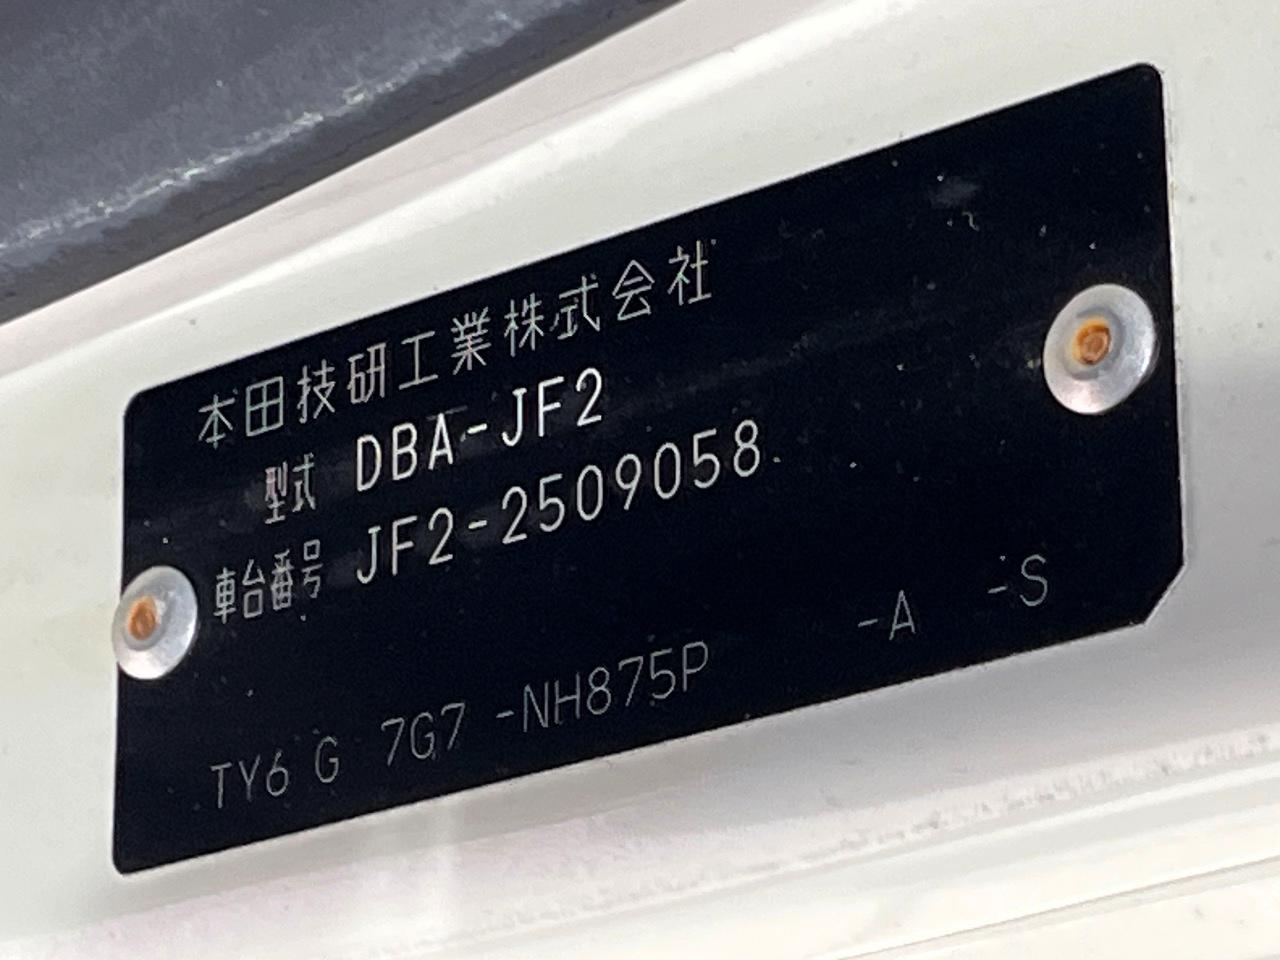 本田技研工業株式会社
型式 DBA-JF2
車台番号 JF2-2509058
TY6 G 7G7 -NH875P -A -S